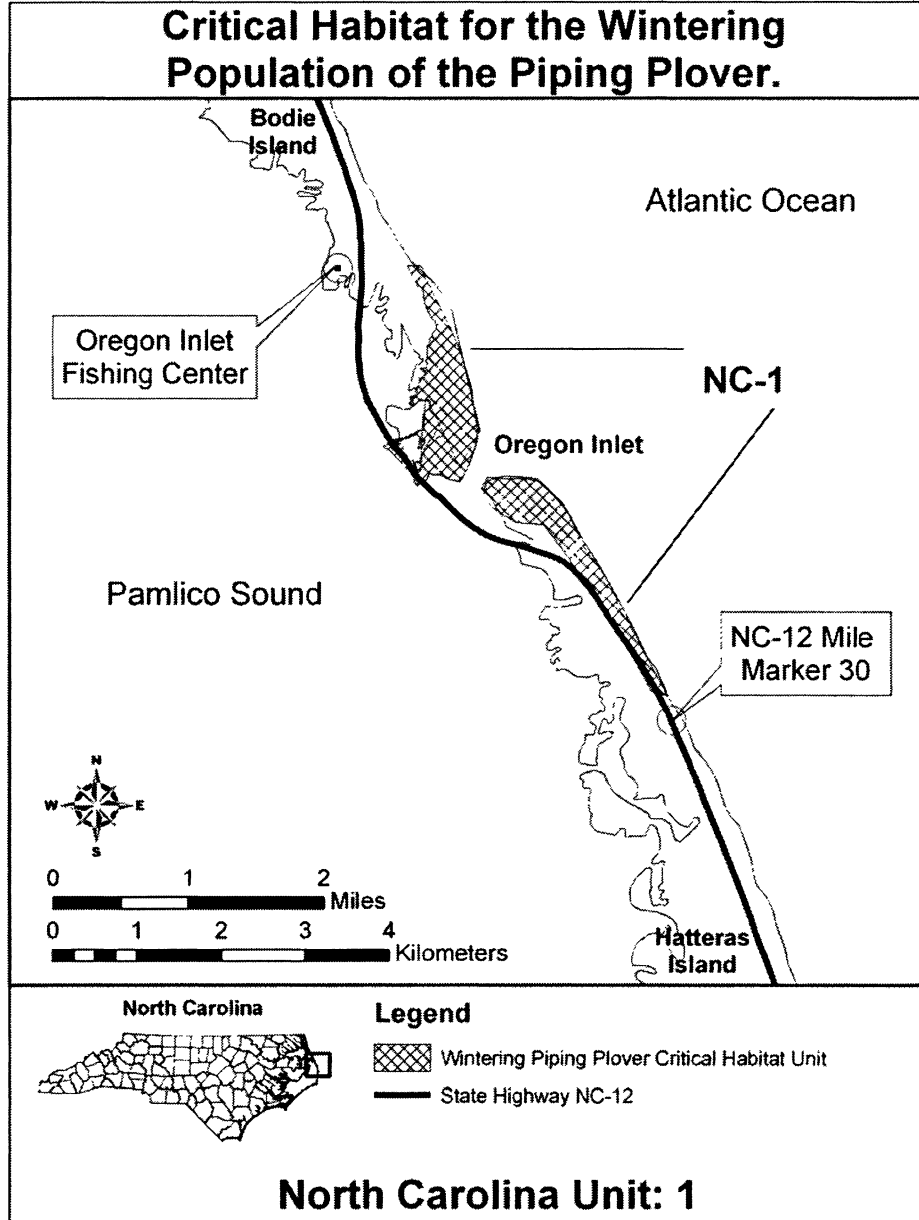 Critical Habitat for the Wintering
Population of the Piping Plover.
Bodie
Island
Atlantic Ocean
Oregon Inlet
Fishing Center
NC-1
Oregon Inlet
Pamlico Sound
NC-12 Mile
Marker 30
N
W E
S
0 1 2
Miles
0 1 2 3 4
Kilometers
Hatteras
Island
North Carolina
Legend
Wintering Piping Plover Critical Habitat Unit
State Highway NC-12
North Carolina Unit: 1